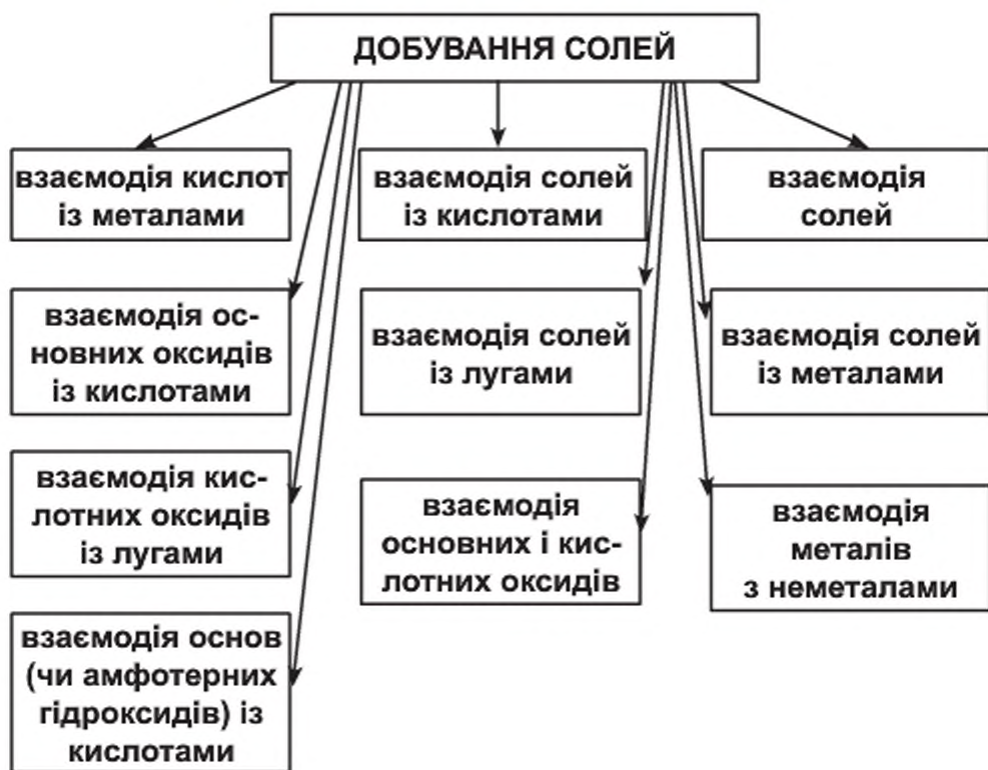 ДОБУВАННЯ СОЛЕЙ
взаємодія кислот
із металами
взаємодія солей
із кислотами
взаємодія
солей
взаємодія ос-
новних оксидів
із кислотами
взаємодія солей
із лугами
взаємодія солей
із металами
взаємодія кис-
лотних оксидів
із лугами
взаємодія
основних і кис-
лотних оксидів
взаємодія
металів
з неметалами
взаємодія основ
(чи амфотерних
гідроксидів) із
кислотами